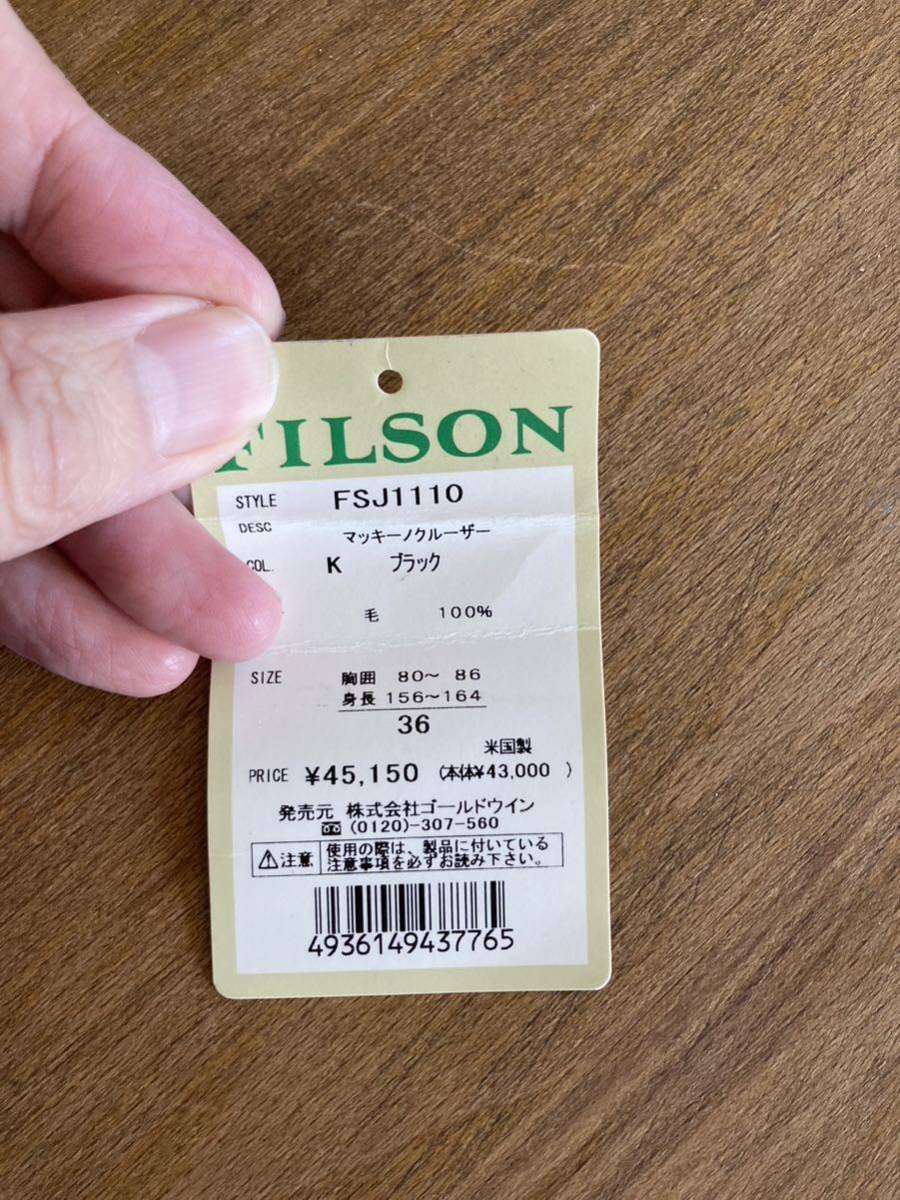 FILSON
STYLE FSJ1110
DESC マッキーノクルーザー
COL. K ブラック
毛 100%
SIZE 胸囲 80～ 86
身長 156～164
36
米国製
PRICE ¥45,150 (本体¥43,000 )
発売元 株式会社ゴールドウイン
(0120)-307-560
注意 使用の際は、製品に付いている
注意事項を必ずお読み下さい。
4936149437765